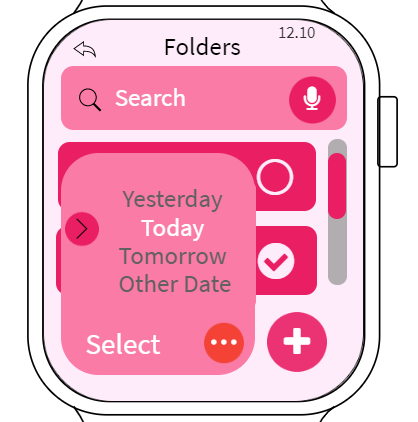 12.10
Folders
Search
Yesterday
Today
Tomorrow
Other Date
Select